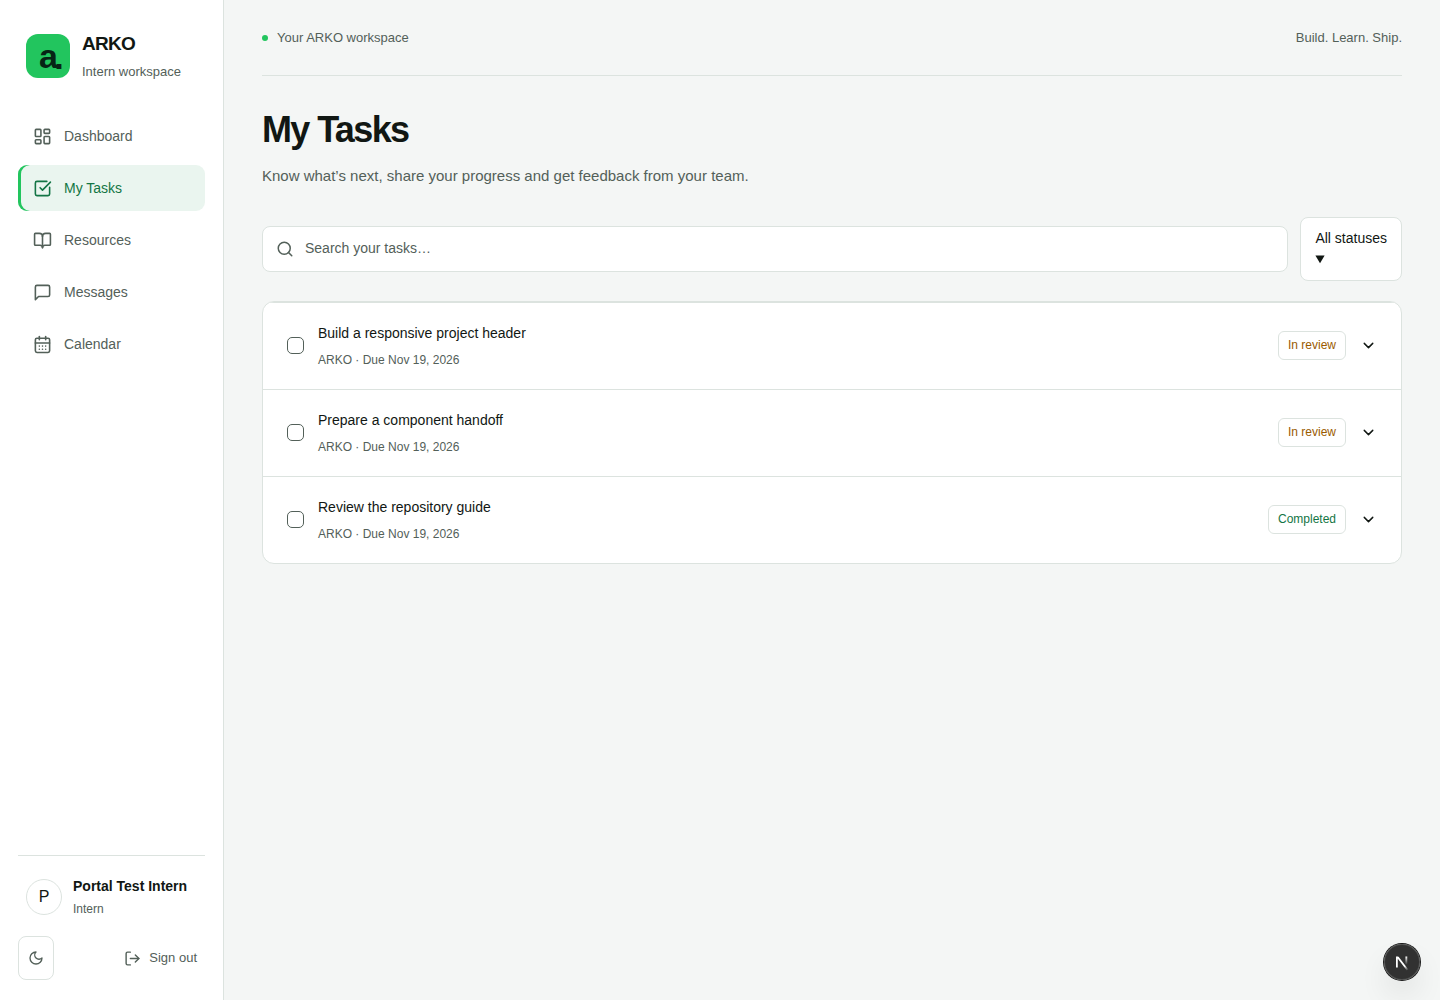 a.
ARKO
Intern workspace
Dashboard
My Tasks
Resources
Messages
Calendar
Portal Test Intern
P
Intern
Sign out
Your ARKO workspace
Build. Learn. Ship.
My Tasks
Know what’s next, share your progress and get feedback from your team.
Search your tasks…
All statuses
Build a responsive project header
ARKO · Due Nov 19, 2026
In review
Prepare a component handoff
ARKO · Due Nov 19, 2026
In review
Review the repository guide
ARKO · Due Nov 19, 2026
Completed
N